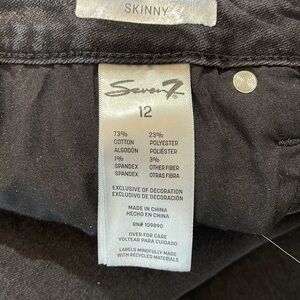 SKINNY
Seven7
12
73% 23%
COTTON POLYESTER
ALGODÓN POLIÉSTER
1% 3%
SPANDEX OTHER FIBER
SPANDEX OTRAS FIBRA
EXCLUSIVE OF DECORATION
EXCLUSIVO DE DECORACIÓN
MADE IN CHINA
HECHO EN CHINA
RN# 109890
OVER FOR CARE
VOLTEAR PARA CUIDADO
LABELS MINDFULLY MADE
WITH RECYCLED MATERIALS